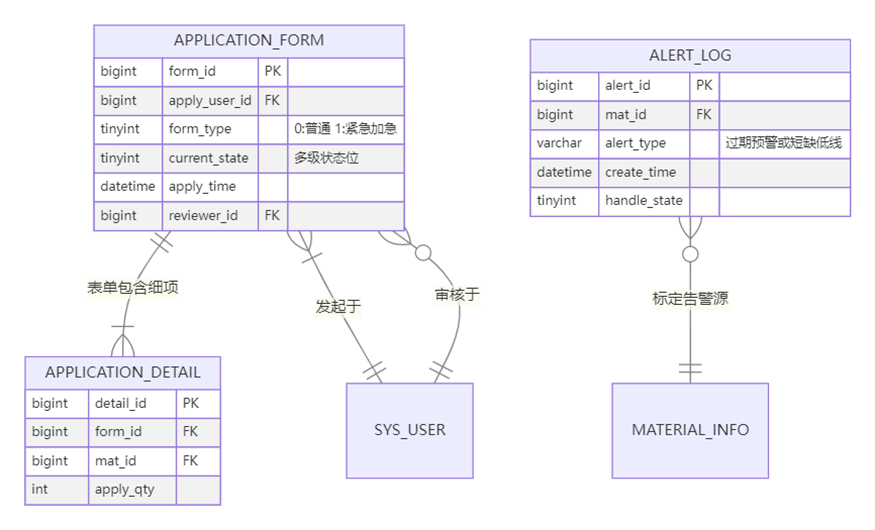 APPLICATION_FORM
bigint form_id PK
bigint apply_user_id FK
tinyint form_type 0:普通 1:紧急加急
tinyint current_state 多级状态位
datetime apply_time
bigint reviewer_id FK
ALERT_LOG
bigint alert_id PK
bigint mat_id FK
varchar alert_type 过期预警或短缺低线
datetime create_time
tinyint handle_state
表单包含细项
发起于
审核于
标定告警源
APPLICATION_DETAIL
bigint detail_id PK
bigint form_id FK
bigint mat_id FK
int apply_qty
SYS_USER
MATERIAL_INFO